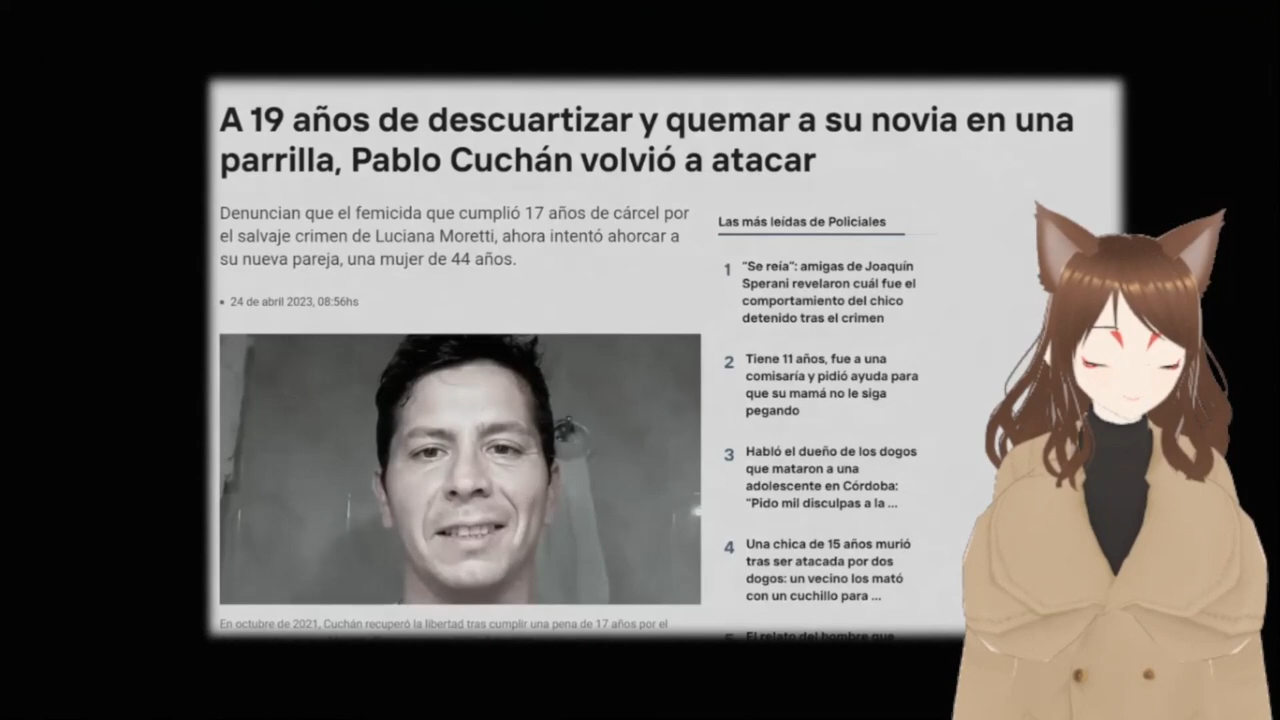 A 19 años de descuartizar y quemar a su novia en una
parrilla, Pablo Cuchán volvió a atacar
Denuncian que el femicida que cumplió 17 años de cárcel por
el salvaje crimen de Luciana Moretti, ahora intentó ahorcar a
su nueva pareja, una mujer de 44 años.
• 24 de abril 2023, 08:56hs
En octubre de 2021, Cuchán recuperó la libertad tras cumplir una pena de 17 años por el
Las más leídas de Policiales
1 "Se reía": amigas de Joaquín
Sperani revelaron cuál fue el
comportamiento del chico
detenido tras el crimen
2 Tiene 11 años, fue a una
comisaría y pidió ayuda para
que su mamá no le siga
pegando
3 Habló el dueño de los dogos
que mataron a una
adolescente en Córdoba:
"Pido mil disculpas a la ...
4 Una chica de 15 años murió
tras ser atacada por dos
dogos: un vecino los mató
con un cuchillo para ...
5 El relato del hombre que